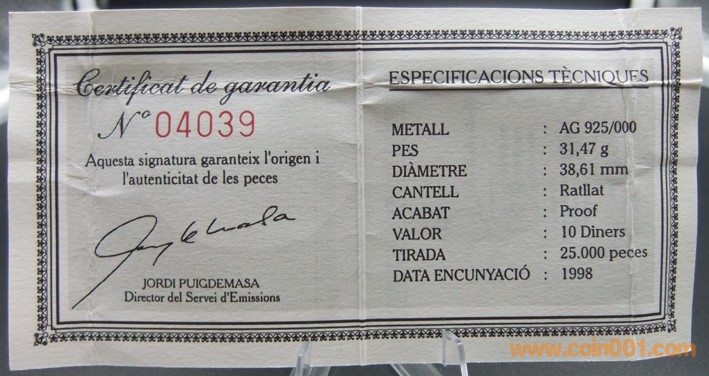 Certificat de garantia
Nº 04039
Aquesta signatura garanteix l'origen i
l'autenticitat de les peces
JORDI PUIGDEMASA
Director del Servei d'Emissions
ESPECIFICACIONS TÈCNIQUES
METALL : AG 925/000
PES : 31,47 g
DIÀMETRE : 38,61 mm
CANTELL : Ratllat
ACABAT : Proof
VALOR : 10 Diners
TIRADA : 25.000 peces
DATA ENCUNYACIÓ : 1998
www.coin001.com